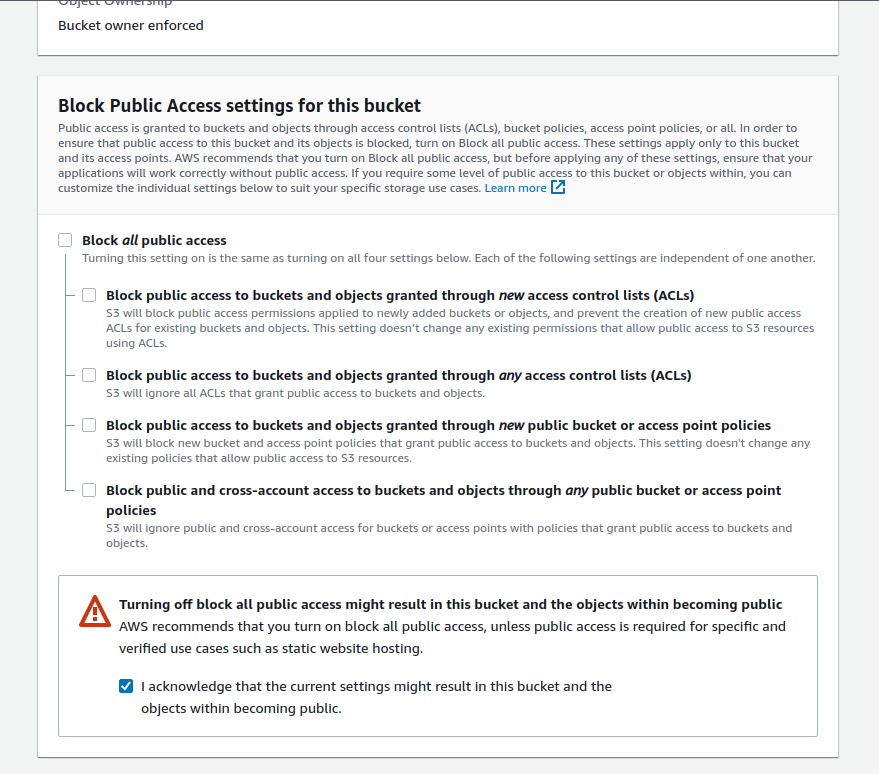 Object Ownership
Bucket owner enforced
Block Public Access settings for this bucket
Public access is granted to buckets and objects through access control lists (ACLs), bucket policies, access point policies, or all. In order to
ensure that public access to this bucket and its objects is blocked, turn on Block all public access. These settings apply only to this bucket
and its access points. AWS recommends that you turn on Block all public access, but before applying any of these settings, ensure that your
applications will work correctly without public access. If you require some level of public access to this bucket or objects within, you can
customize the individual settings below to suit your specific storage use cases. Learn more
Block all public access
Turning this setting on is the same as turning on all four settings below. Each of the following settings are independent of one another.
Block public access to buckets and objects granted through new access control lists (ACLs)
S3 will block public access permissions applied to newly added buckets or objects, and prevent the creation of new public access
ACLs for existing buckets and objects. This setting doesn’t change any existing permissions that allow public access to S3 resources
using ACLs.
Block public access to buckets and objects granted through any access control lists (ACLs)
S3 will ignore all ACLs that grant public access to buckets and objects.
Block public access to buckets and objects granted through new public bucket or access point policies
S3 will block new bucket and access point policies that grant public access to buckets and objects. This setting doesn't change any
existing policies that allow public access to S3 resources.
Block public and cross-account access to buckets and objects through any public bucket or access point
policies
S3 will ignore public and cross-account access for buckets or access points with policies that grant public access to buckets and
objects.
Turning off block all public access might result in this bucket and the objects within becoming public
AWS recommends that you turn on block all public access, unless public access is required for specific and
verified use cases such as static website hosting.
I acknowledge that the current settings might result in this bucket and the
objects within becoming public.